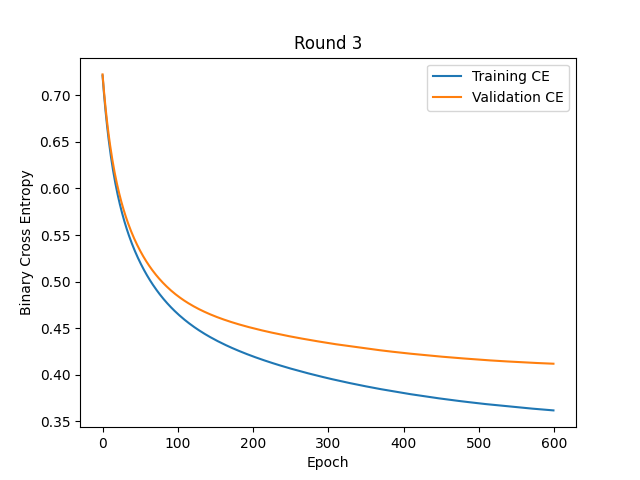 Round 3
Training CE
Validation CE
Binary Cross Entropy
0.70
0.65
0.60
0.55
0.50
0.45
0.40
0.35
0 100 200 300 400 500 600
Epoch